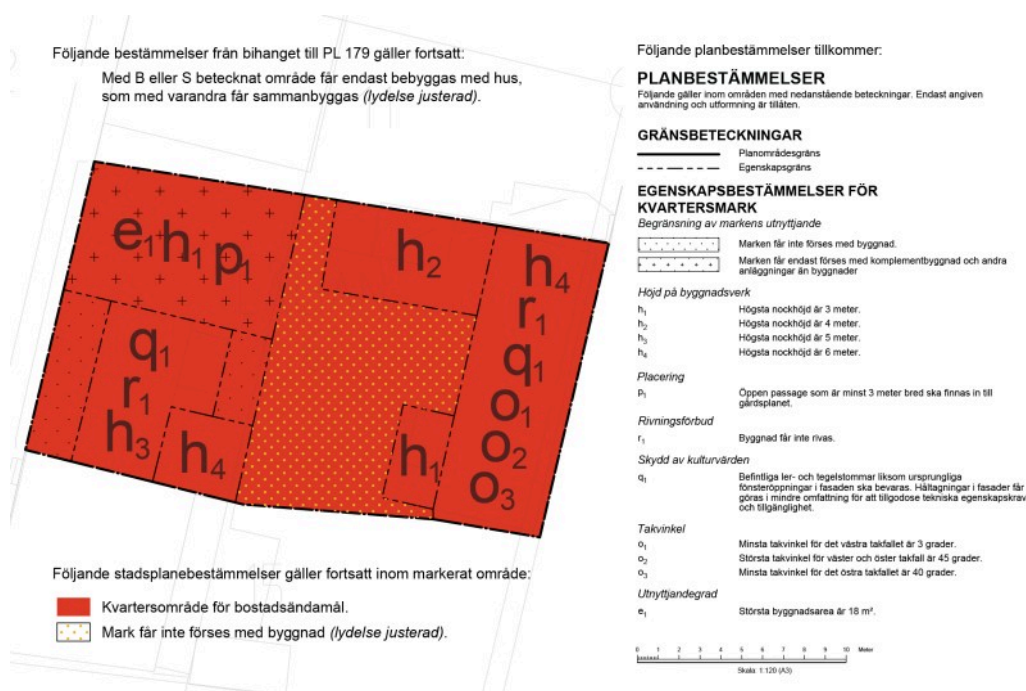 Följande bestämmelser från bihanget till PL 179 gäller fortsatt:
Med B eller S betecknat område får endast bebyggas med hus,
som med varandra får sammanbyggas (lydelse justerad).
e1 h1 p1
h2
h4
r1
q1
o1
o2
o3
q1
r1
h3
h4
h1
Följande stadsplanebestämmelser gäller fortsatt inom markerat område:
Kvartersområde för bostadsändamål.
Mark får inte förses med byggnad (lydelse justerad).
Följande planbestämmelser tillkommer:
PLANBESTÄMMELSER
Följande gäller inom områden med nedanstående beteckningar. Endast angiven
användning och utformning är tillåten.
GRÄNSBETECKNINGAR
Planområdesgräns
Egenskapsgräns
EGENSKAPSBESTÄMMELSER FÖR
KVARTERSMARK
Begränsning av markens utnyttjande
Marken får inte förses med byggnad.
Marken får endast förses med komplementbyggnad och andra
anläggningar än byggnader
Höjd på byggnadsverk
h1 Högsta nockhöjd är 3 meter.
h2 Högsta nockhöjd är 4 meter.
h3 Högsta nockhöjd är 5 meter.
h4 Högsta nockhöjd är 6 meter.
Placering
p1 Öppen passage som är minst 3 meter bred ska finnas in till
gårdsplanet.
Rivningsförbud
r1 Byggnad får inte rivas.
Skydd av kulturvärden
q1 Befintliga ler- och tegelstommar liksom ursprungliga
fönsteröppningar i fasaden ska bevaras. Håltagningar i fasader får
göras i mindre omfattning för att tillgodose tekniska egenskapskrav
och tillgänglighet.
Takvinkel
o1 Minsta takvinkel för det västra takfallet är 3 grader.
o2 Största takvinkel för väster och öster takfall är 45 grader.
o3 Minsta takvinkel för det östra takfallet är 40 grader.
Utnyttjandegrad
e1 Största byggnadsarea är 18 m².
0 1 2 3 4 5 6 7 8 9 10 Meter
Skala: 1:120 (A3)